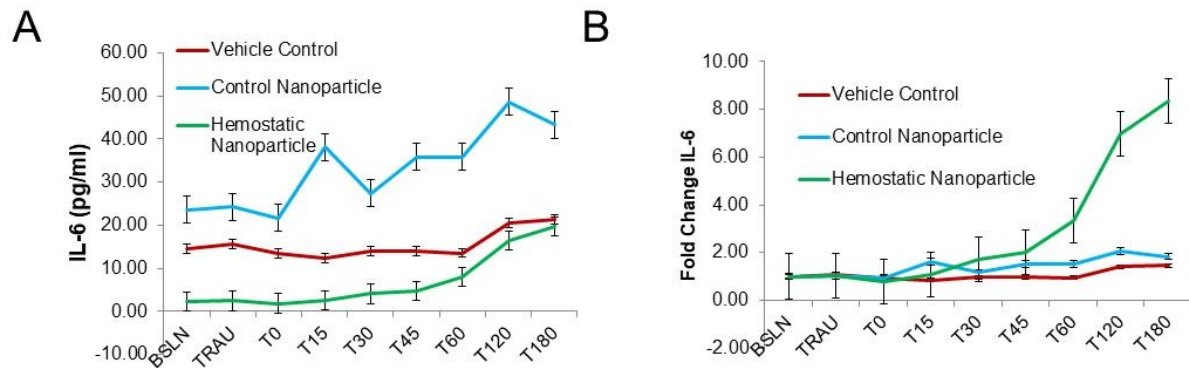 A
IL-6 (pg/ml)
60.00
50.00
40.00
30.00
20.00
10.00
0.00
-10.00
Vehicle Control
Control Nanoparticle
Hemostatic
Nanoparticle
BSLN
TRAU
T0
T15
T30
T45
T60
T120
T180
B
Fold Change IL-6
10.00
8.00
6.00
4.00
2.00
0.00
-2.00
Vehicle Control
Control Nanoparticle
Hemostatic Nanoparticle
BSLN
TRAU
T0
T15
T30
T45
T60
T120
T180